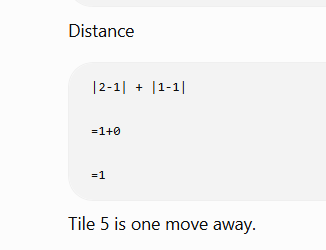 Distance
|2-1| + |1-1|
=1+0
=1
Tile 5 is one move away.